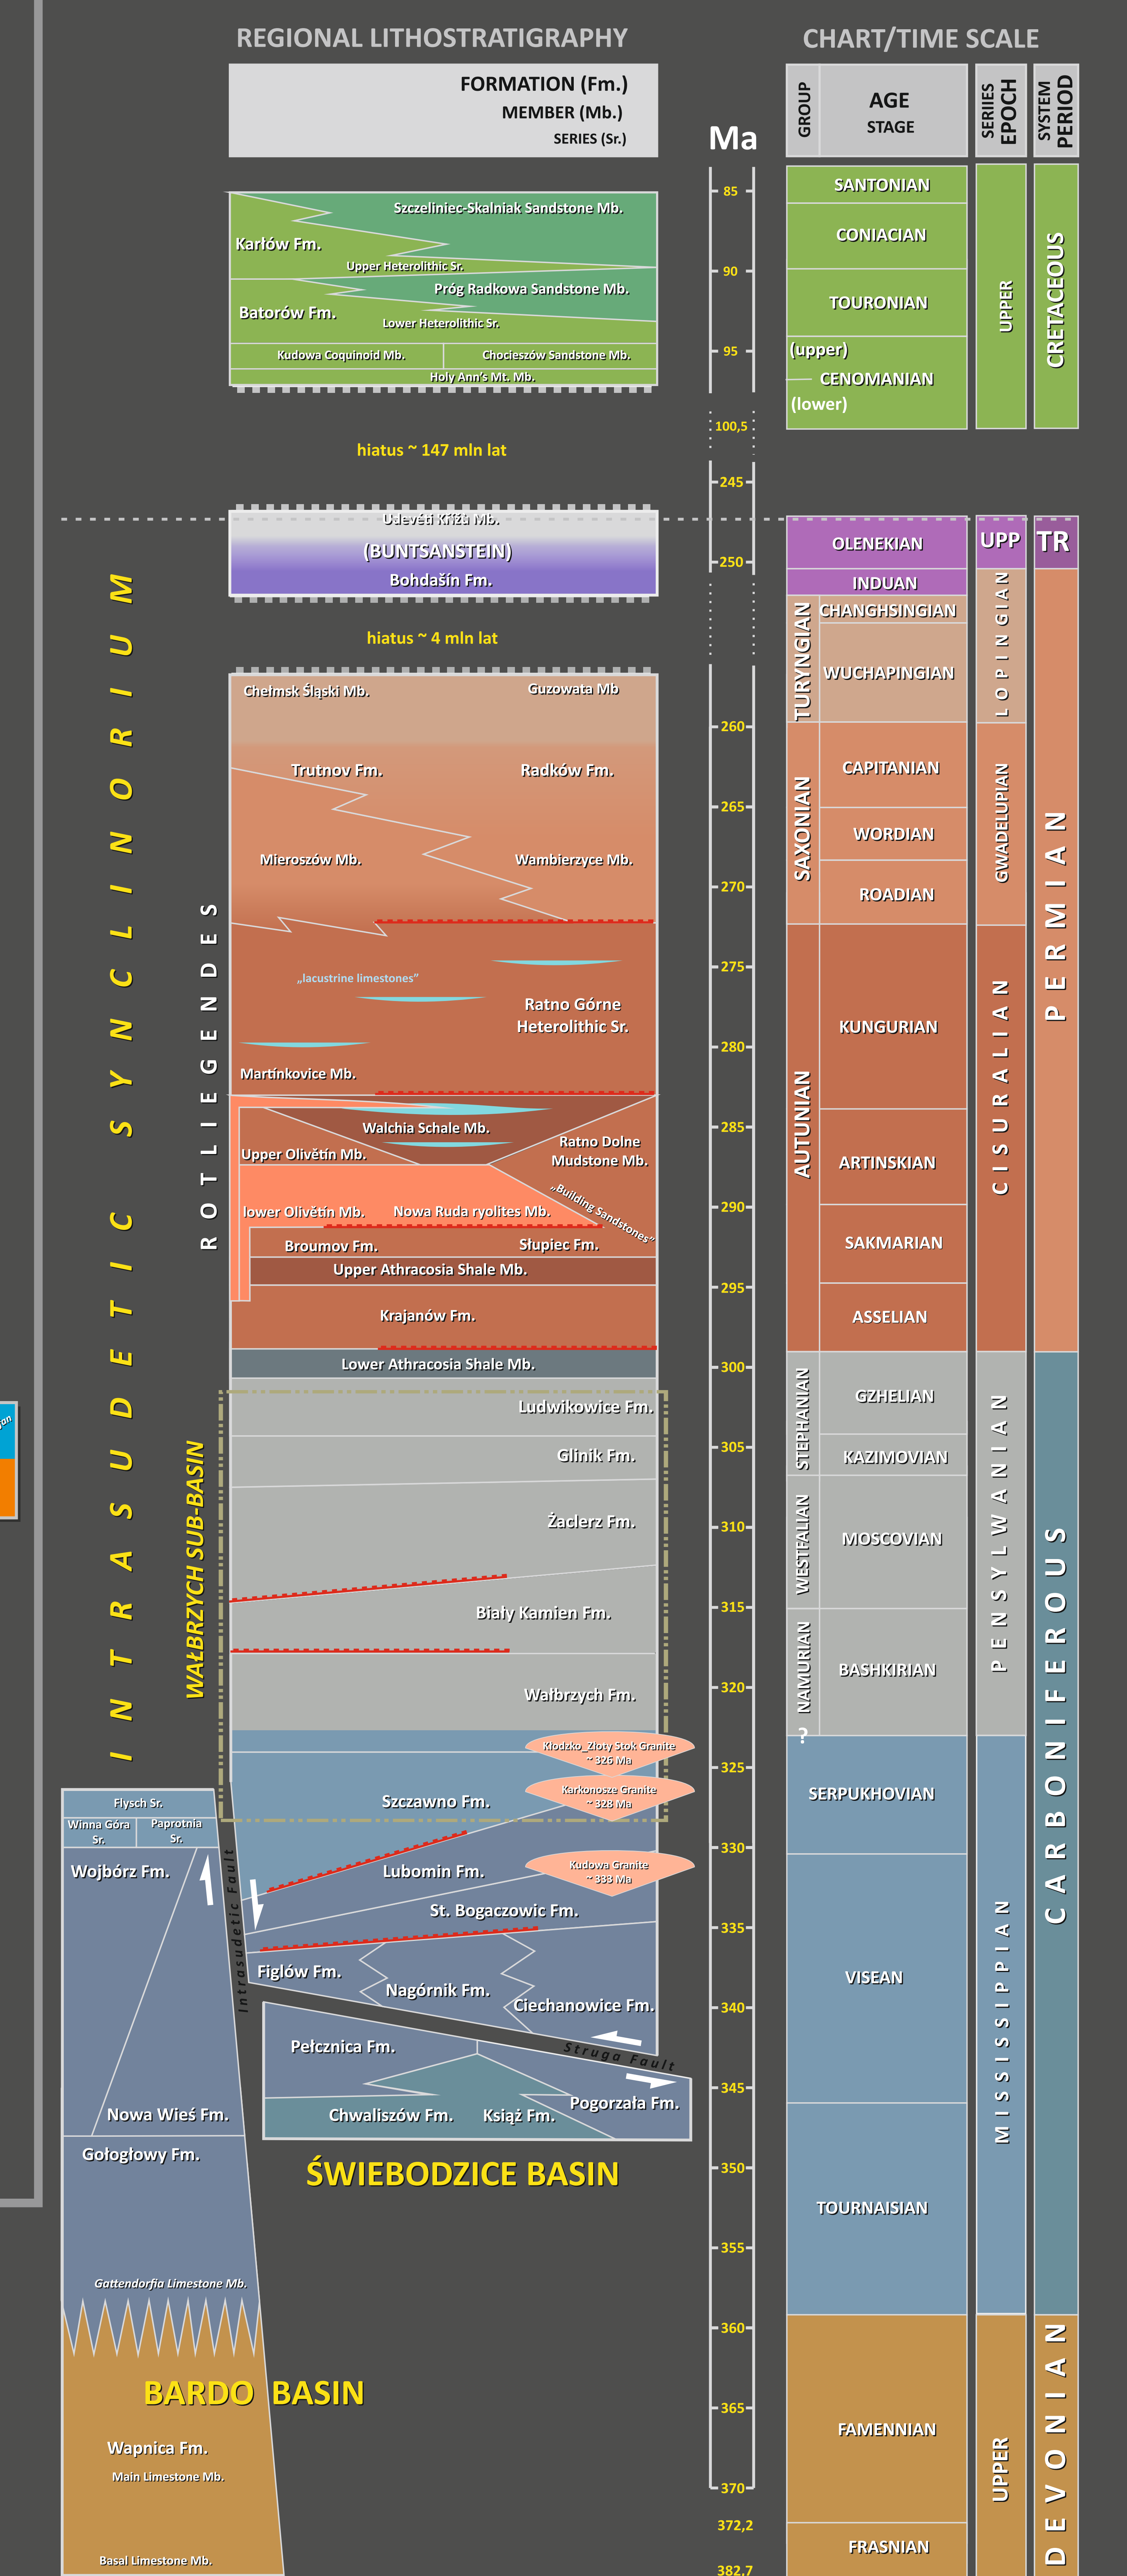 REGIONAL LITHOSTRATIGRAPHY
CHART/TIME SCALE
FORMATION (Fm.)
MEMBER (Mb.)
SERIES (Sr.)
Ma
GROUP
AGE
STAGE
SERIIES
EPOCH
SYSTEM
PERIOD
Szczeliniec-Skalniak Sandstone Mb.
Karłów Fm.
Upper Heterolithic Sr.
Próg Radkowa Sandstone Mb.
Batorów Fm.
Lower Heterolithic Sr.
Kudowa Coquinoid Mb.
Chocieszów Sandstone Mb.
Holy Ann's Mt. Mb.
hiatus ~ 147 mln lat
Udevěti Křížů Mb.
(BUNTSANSTEIN)
Bohdašín Fm.
hiatus ~ 4 mln lat
Chełmsk Śląski Mb.
Guzowata Mb
Trutnov Fm.
Radków Fm.
Mieroszów Mb.
Wambierzyce Mb.
„lacustrine limestones”
Ratno Górne
Heterolithic Sr.
Martínkovice Mb.
Walchia Schale Mb.
Upper Olivětín Mb.
Ratno Dolne
Mudstone Mb.
„Building Sandstones”
lower Olivětín Mb.
Nowa Ruda ryolites Mb.
Broumov Fm.
Słupiec Fm.
Upper Athracosia Shale Mb.
Krajanów Fm.
Lower Athracosia Shale Mb.
Ludwikowice Fm.
Glinik Fm.
Żaclerz Fm.
Biały Kamien Fm.
Wałbrzych Fm.
Kłodzko_Złoty Stok Granite
~ 326 Ma
Karkonosze Granite
~ 328 Ma
Szczawno Fm.
Kudowa Granite
~ 333 Ma
Lubomin Fm.
St. Bogaczowic Fm.
Figlów Fm.
Nagórnik Fm.
Ciechanowice Fm.
Struga Fault
Intrasudetic Fault
Pełcznica Fm.
Pogorzała Fm.
Chwaliszów Fm.
Książ Fm.
ŚWIEBODZICE BASIN
INTRASUDETIC SYNCLINORIUM
ROTLIEGENDES
WAŁBRZYCH SUB-BASIN
Flysch Sr.
Winna Góra
Sr.
Paprotnia
Sr.
Wojbórz Fm.
Nowa Wieś Fm.
Gołogłowy Fm.
Gattendorfia Limestone Mb.
BARDO BASIN
Wapnica Fm.
Main Limestone Mb.
Basal Limestone Mb.
85
90
95
100,5
245
250
260
265
270
275
280
285
290
295
300
305
310
315
320
325
330
335
340
345
350
355
360
365
370
372,2
382,7
SANTONIAN
CONIACIAN
TOURONIAN
(upper)
CENOMANIAN
(lower)
UPPER
CRETACEOUS
OLENEKIAN
UPP
TR
INDUAN
CHANGHSINGIAN
WUCHAPINGIAN
TURYNGIAN
LOPINGIAN
CAPITANIAN
WORDIAN
ROADIAN
SAXONIAN
GWADELUPIAN
PERMIAN
KUNGURIAN
ARTINSKIAN
SAKMARIAN
ASSELIAN
AUTUNIAN
CISURALIAN
GZHELIAN
KAZIMOVIAN
STEPHANIAN
MOSCOVIAN
WESTFALIAN
BASHKIRIAN
NAMURIAN
?
PENSYLWANIAN
CARBONIFEROUS
SERPUKHOVIAN
VISEAN
TOURNAISIAN
MISSISSIPPIAN
FAMENNIAN
FRASNIAN
UPPER
DEVONIAN